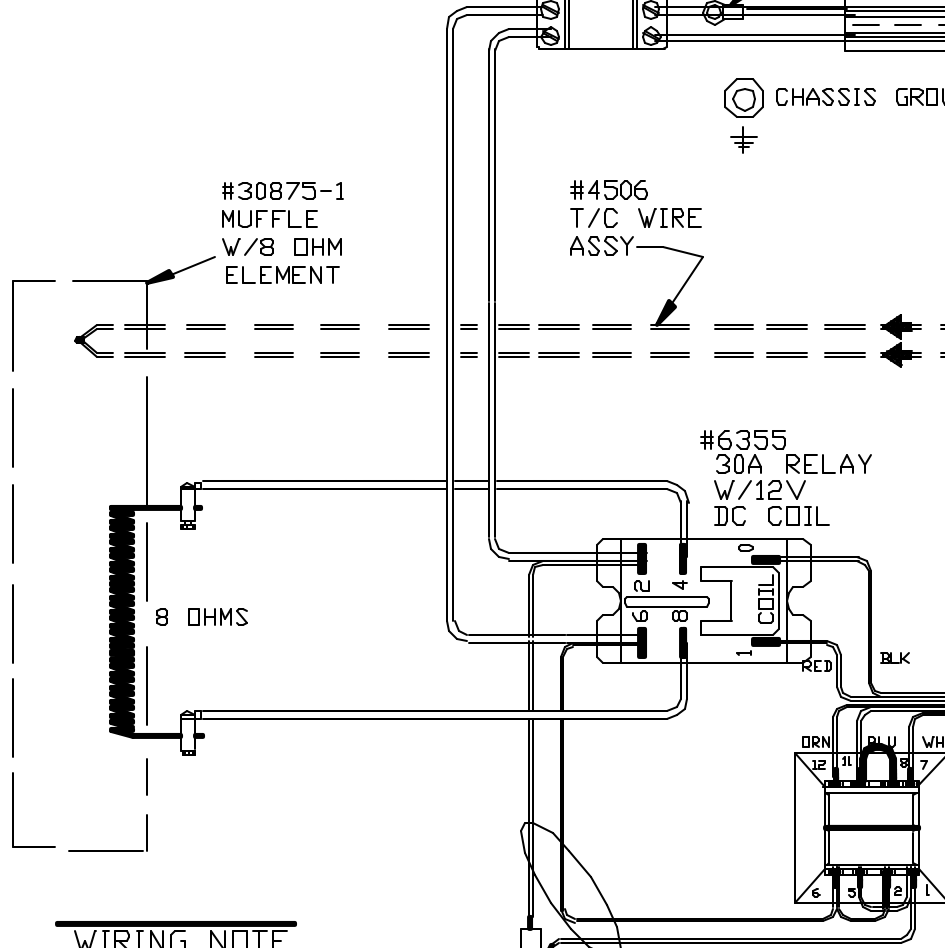 CHASSIS GROU
#30875-1
MUFFLE
W/8 OHM
ELEMENT
#4506
T/C WIRE
ASSY
#6355
30A RELAY
W/12V
DC COIL
0
2 4
COIL
8 OHMS
6 8
1
RED
BLK
ORN BLU WH
12 11 8 7
6 5 2 1
WIRING NOTE